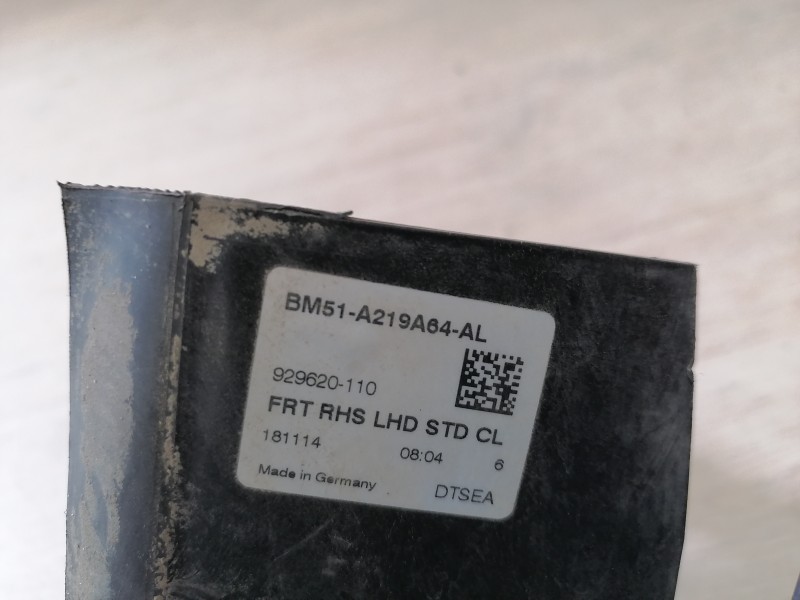 BM51-A219A64-AL
929620-110
FRT RHS LHD STD CL
181114 08:04 6
Made in Germany DTSEA